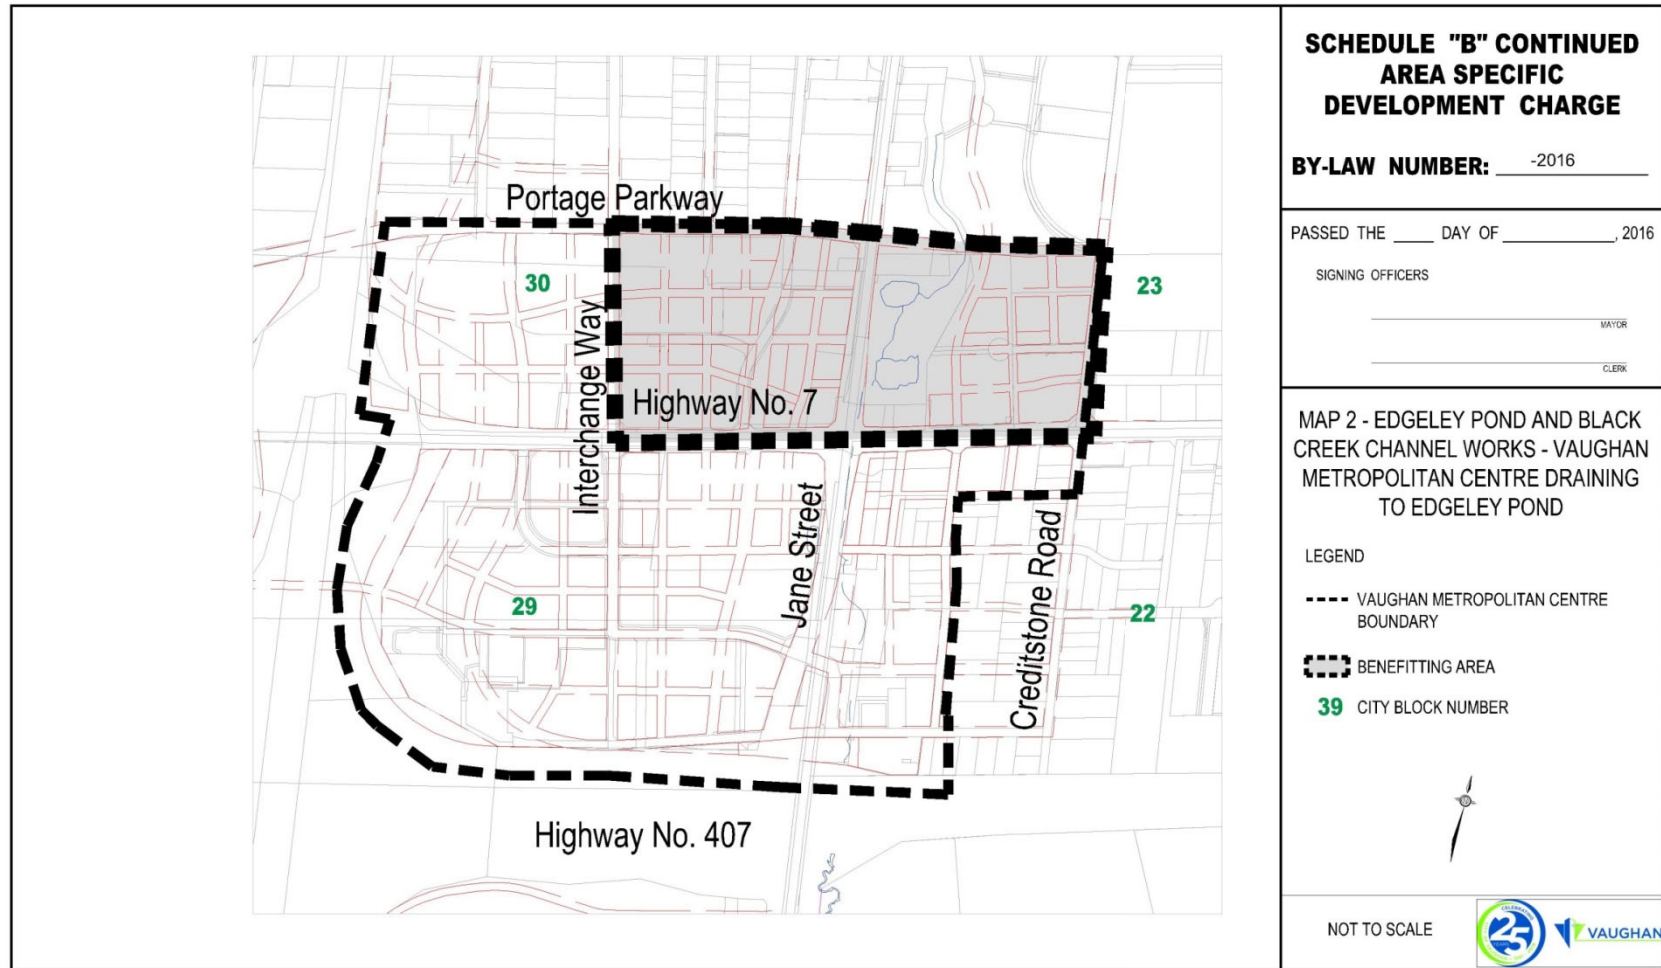 Portage Parkway
30
23
Interchange Way
Highway No. 7
Jane Street
29
Creditstone Road
22
Highway No. 407
SCHEDULE "B" CONTINUED
AREA SPECIFIC
DEVELOPMENT CHARGE
BY-LAW NUMBER: -2016
PASSED THE DAY OF , 2016
SIGNING OFFICERS
MAYOR
CLERK
MAP 2 - EDGELEY POND AND BLACK
CREEK CHANNEL WORKS - VAUGHAN
METROPOLITAN CENTRE DRAINING
TO EDGELEY POND
LEGEND
VAUGHAN METROPOLITAN CENTRE
BOUNDARY
BENEFITTING AREA
39 CITY BLOCK NUMBER
NOT TO SCALE
CELEBRATING
25
YEARS
VAUGHAN